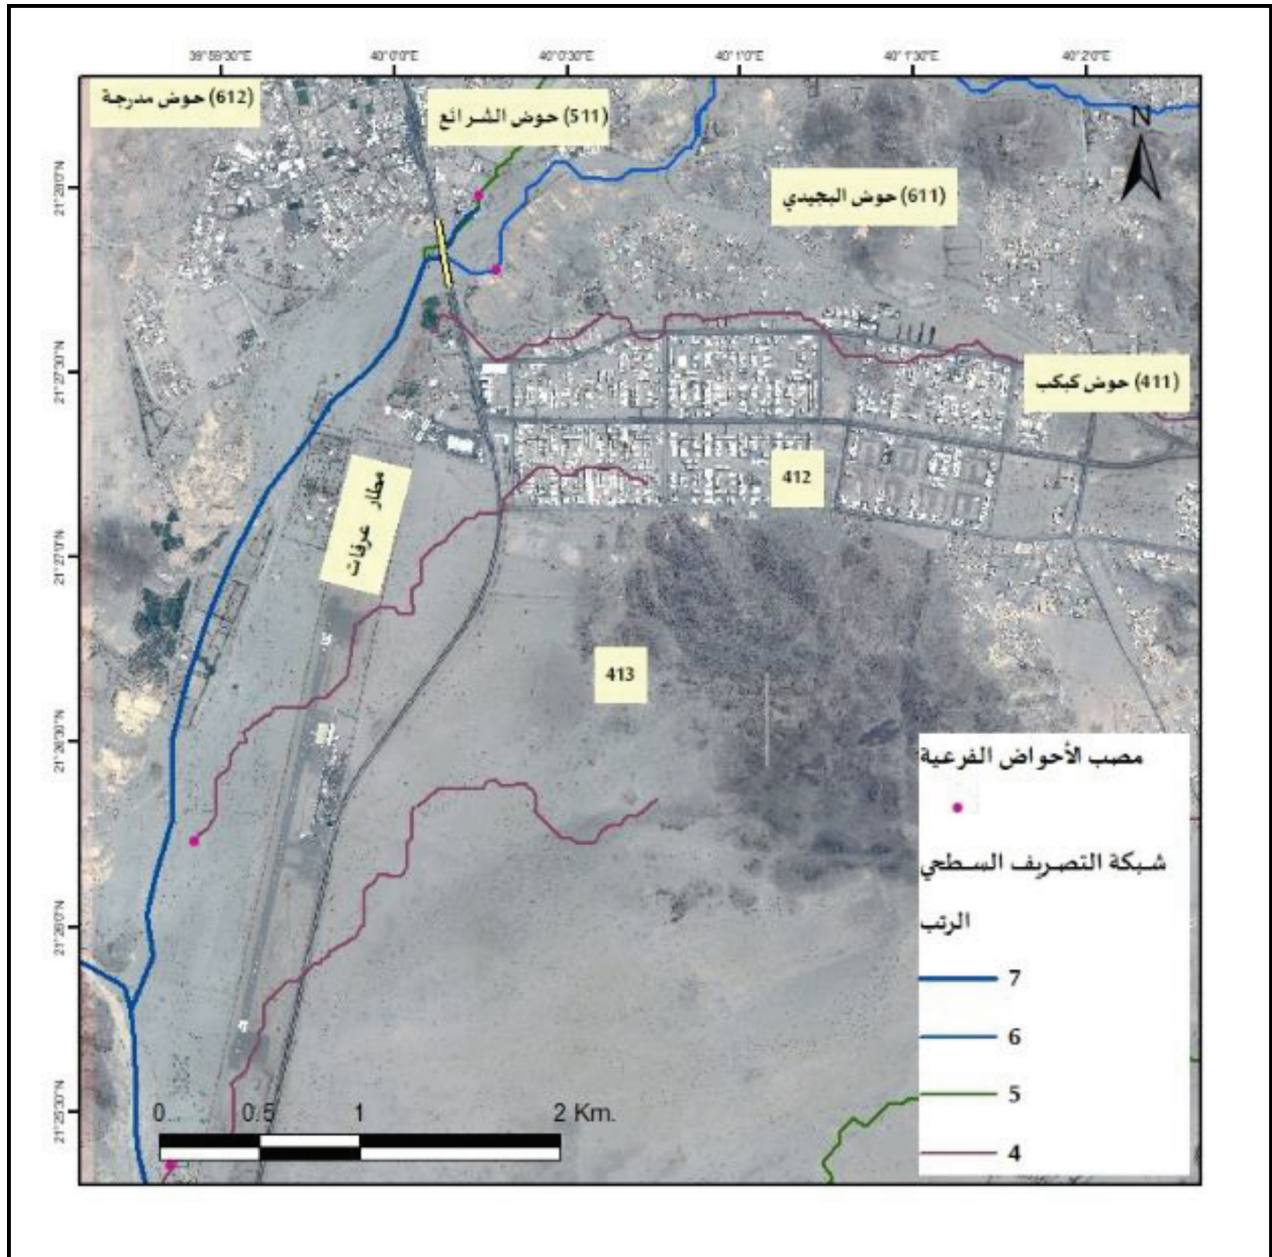 39°59'30"E
40°0'0"E
40°0'30"E
40°1'0"E
40°1'30"E
40°2'0"E
(612) حوض مدرجة
(511) حوض الشرائع
N
21°28'0"N
(611) حوض البجيدي
21°27'30"N
(411) حوض كبكب
412
مطار عرفات
21°27'0"N
413
21°26'30"N
مصب الأحواض الفرعية
شبكة التصريف السطحي
21°26'0"N
الرتب
7
6
5
4
21°25'30"N
0 0.5 1 2 Km.